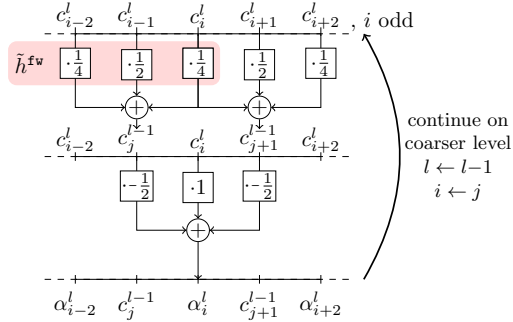 c^l_{i−2} c^l_{i−1} c^l_i c^l_{i+1} c^l_{i+2} , i odd
h̃^{fw} ·1/4 ·1/2 ·1/4 ·1/2 ·1/4
+ +
c^l_{i−2} c^{l−1}_j c^l_i c^{l−1}_{j+1} c^l_{i+2}
·−1/2 ·1 ·−1/2
+
α^l_{i−2} c^{l−1}_j α^l_i c^{l−1}_{j+1} α^l_{i+2}
continue on
coarser level
l ← l−1
i ← j